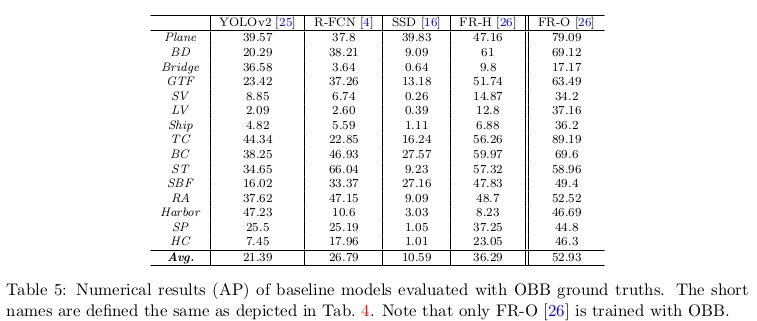 YOLOv2 [25] R-FCN [4] SSD [16] FR-H [26] FR-O [26]
Plane 39.57 37.8 39.83 47.16 79.09
BD 20.29 38.21 9.09 61 69.12
Bridge 36.58 3.64 0.64 9.8 17.17
GTF 23.42 37.26 13.18 51.74 63.49
SV 8.85 6.74 0.26 14.87 34.2
LV 2.09 2.60 0.39 12.8 37.16
Ship 4.82 5.59 1.11 6.88 36.2
TC 44.34 22.85 16.24 56.26 89.19
BC 38.25 46.93 27.57 59.97 69.6
ST 34.65 66.04 9.23 57.32 58.96
SBF 16.02 33.37 27.16 47.83 49.4
RA 37.62 47.15 9.09 48.7 52.52
Harbor 47.23 10.6 3.03 8.23 46.69
SP 25.5 25.19 1.05 37.25 44.8
HC 7.45 17.96 1.01 23.05 46.3
Avg. 21.39 26.79 10.59 36.29 52.93
Table 5: Numerical results (AP) of baseline models evaluated with OBB ground truths. The short
names are defined the same as depicted in Tab. 4. Note that only FR-O [26] is trained with OBB.